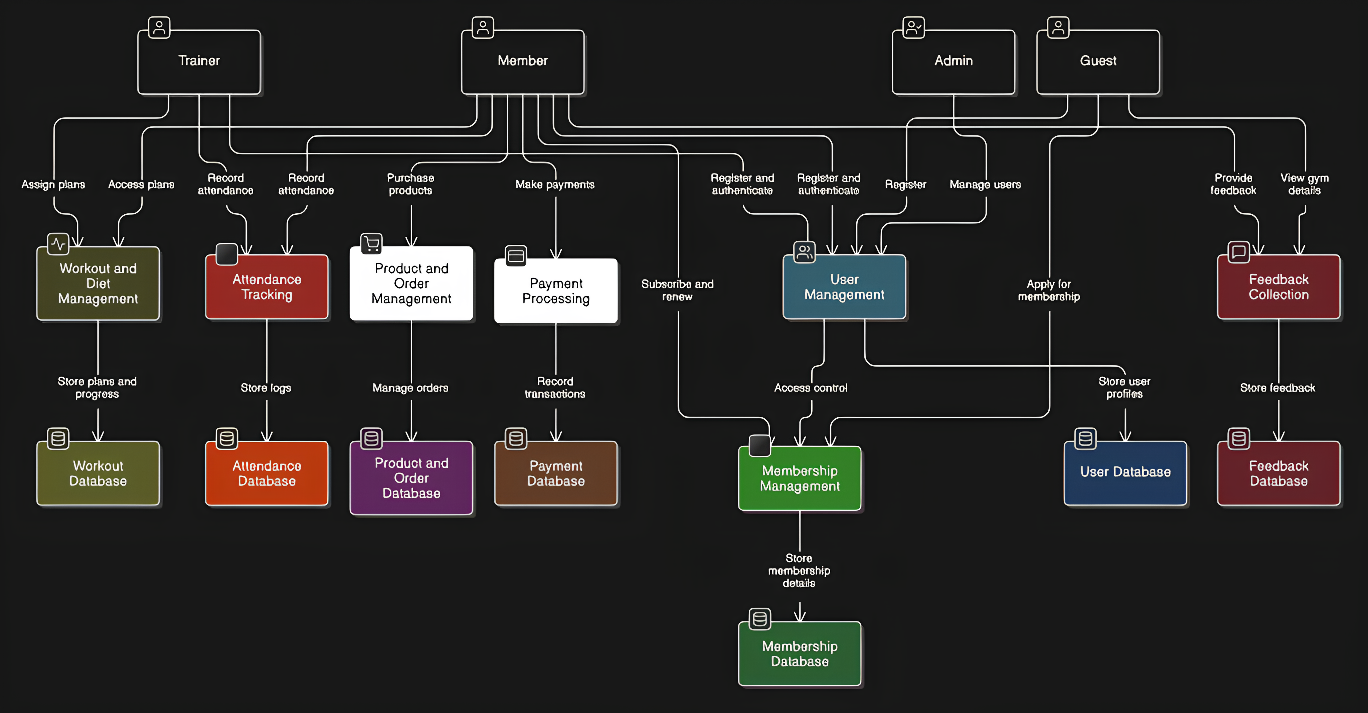 Trainer
Member
Admin
Guest
Assign plans
Access plans
Record
attendance
Record
attendance
Purchase
products
Make payments
Register and
authenticate
Register and
authenticate
Register
Manage users
Provide
feedback
View gym
details
Workout and
Diet
Management
Attendance
Tracking
Product and
Order
Management
Payment
Processing
Subscribe and
renew
User
Management
Apply for
membership
Feedback
Collection
Store plans and
progress
Store logs
Manage orders
Record
transactions
Access control
Store user
profiles
Store feedback
Workout
Database
Attendance
Database
Product and
Order
Database
Payment
Database
Membership
Management
User Database
Feedback
Database
Store
membership
details
Membership
Database